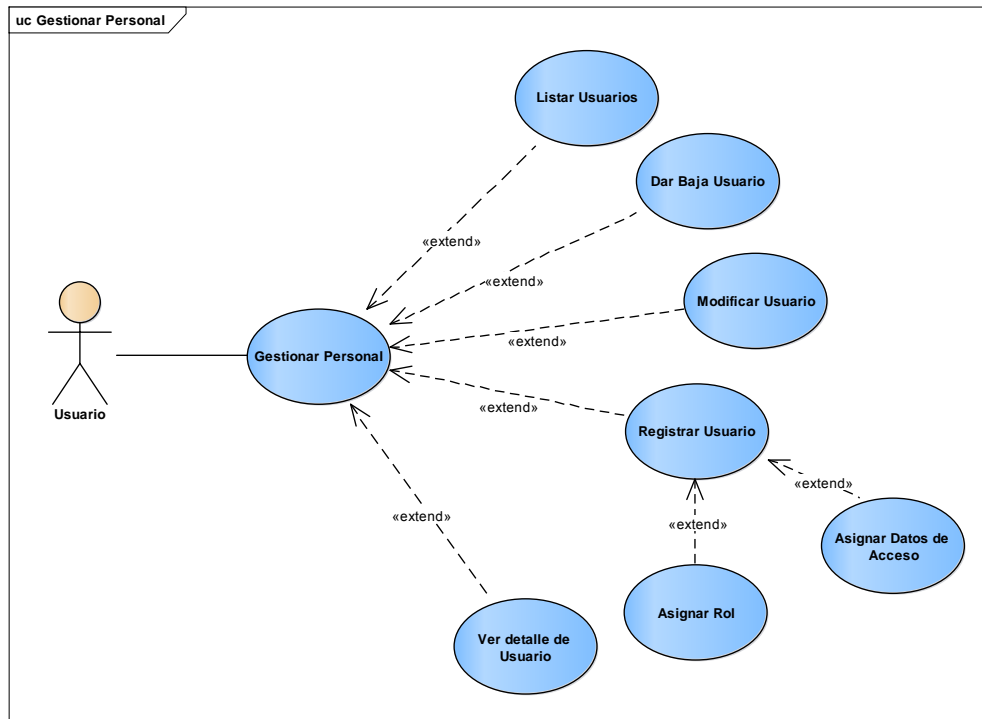 uc Gestionar Personal
Listar Usuarios
Dar Baja Usuario
«extend»
«extend»
Modificar Usuario
«extend»
Gestionar Personal
Usuario
«extend»
Registrar Usuario
«extend»
«extend»
«extend»
Asignar Datos de
Acceso
Asignar Rol
Ver detalle de
Usuario